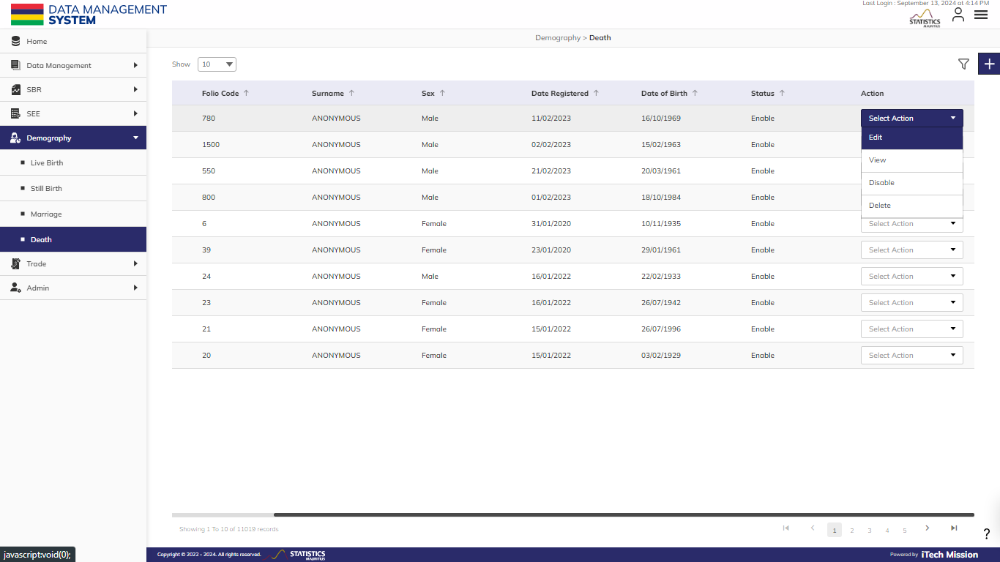 DATA MANAGEMENT
SYSTEM
Last Login : September 13, 2024 at 4:14 PM
STATISTICS
MAURITIUS
Home
Data Management
SBR
SEE
Demography
Live Birth
Still Birth
Marriage
Death
Trade
Admin
Demography > Death
Show 10
Folio Code Surname Sex Date Registered Date of Birth Status Action
780 ANONYMOUS Male 11/02/2023 16/10/1969 Enable Select Action
1500 ANONYMOUS Male 02/02/2023 15/02/1963 Enable
550 ANONYMOUS Male 21/02/2023 20/03/1961 Enable
800 ANONYMOUS Male 01/02/2023 18/10/1984 Enable
Edit
View
Disable
Delete
6 ANONYMOUS Female 31/01/2020 10/11/1935 Enable Select Action
39 ANONYMOUS Female 23/01/2020 29/01/1961 Enable Select Action
24 ANONYMOUS Male 16/01/2022 22/02/1933 Enable Select Action
23 ANONYMOUS Female 16/01/2022 26/07/1942 Enable Select Action
21 ANONYMOUS Female 15/01/2022 26/07/1996 Enable Select Action
20 ANONYMOUS Female 15/01/2022 03/02/1929 Enable Select Action
Showing 1 To 10 of 11019 records
1 2 3 4 5
?
javascript:void(0);
Copyright © 2022 - 2024. All rights reserved.
STATISTICS
MAURITIUS
Powered by iTech Mission